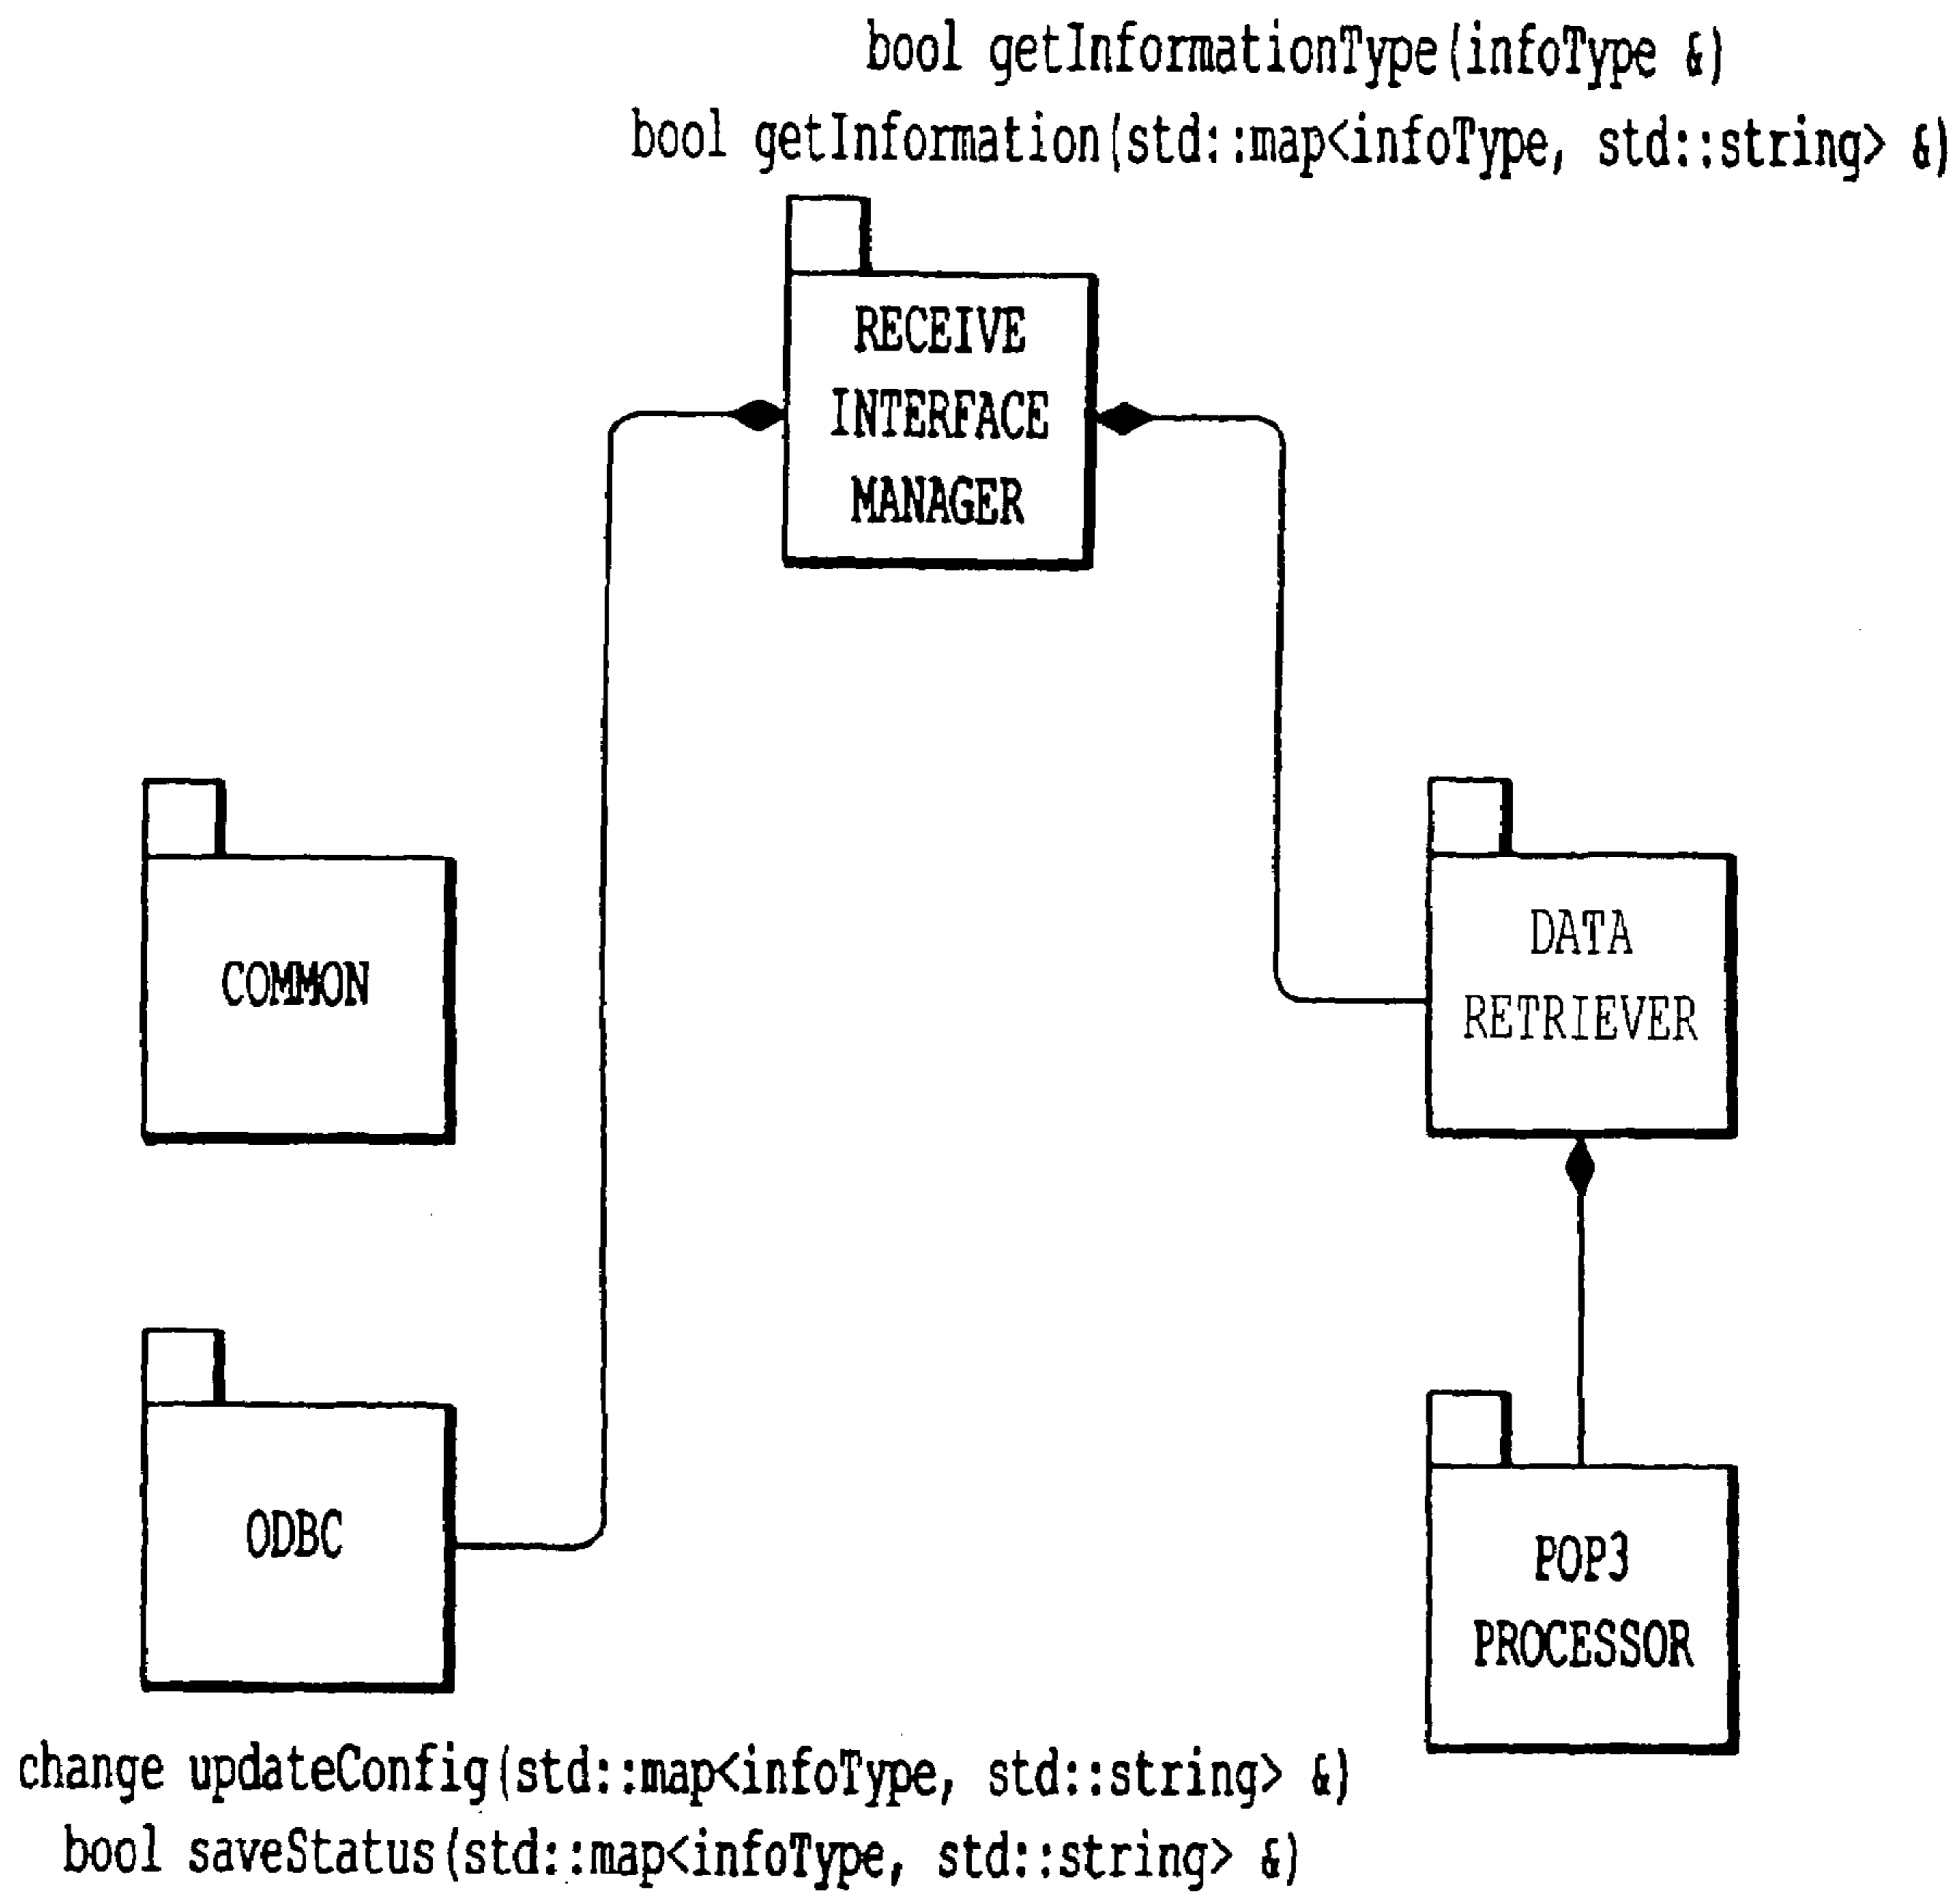 bool getInformationType(infoType &)
bool getInformation(std::map<infoType, std::string> &)
RECEIVE
INTERFACE
MANAGER
COMMON
DATA
RETRIEVER
ODBC
POP3
PROCESSOR
change updateConfig(std::map<infoType, std::string> &)
bool saveStatus(std::map<infoType, std::string> &)